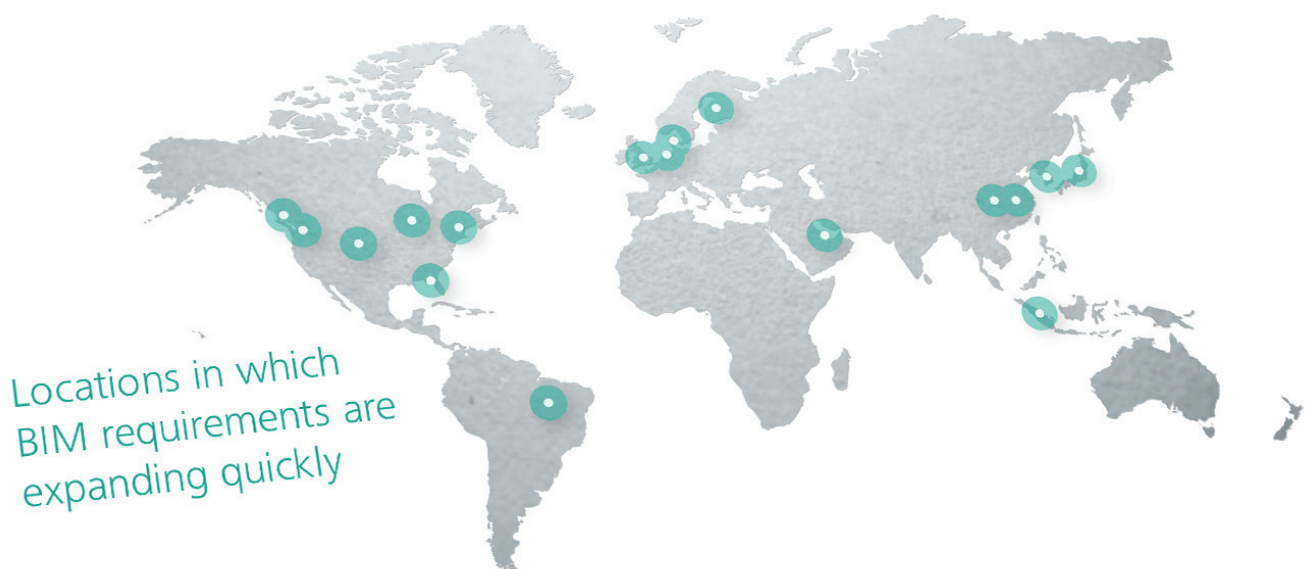 Locations in which
BIM requirements are
expanding quickly